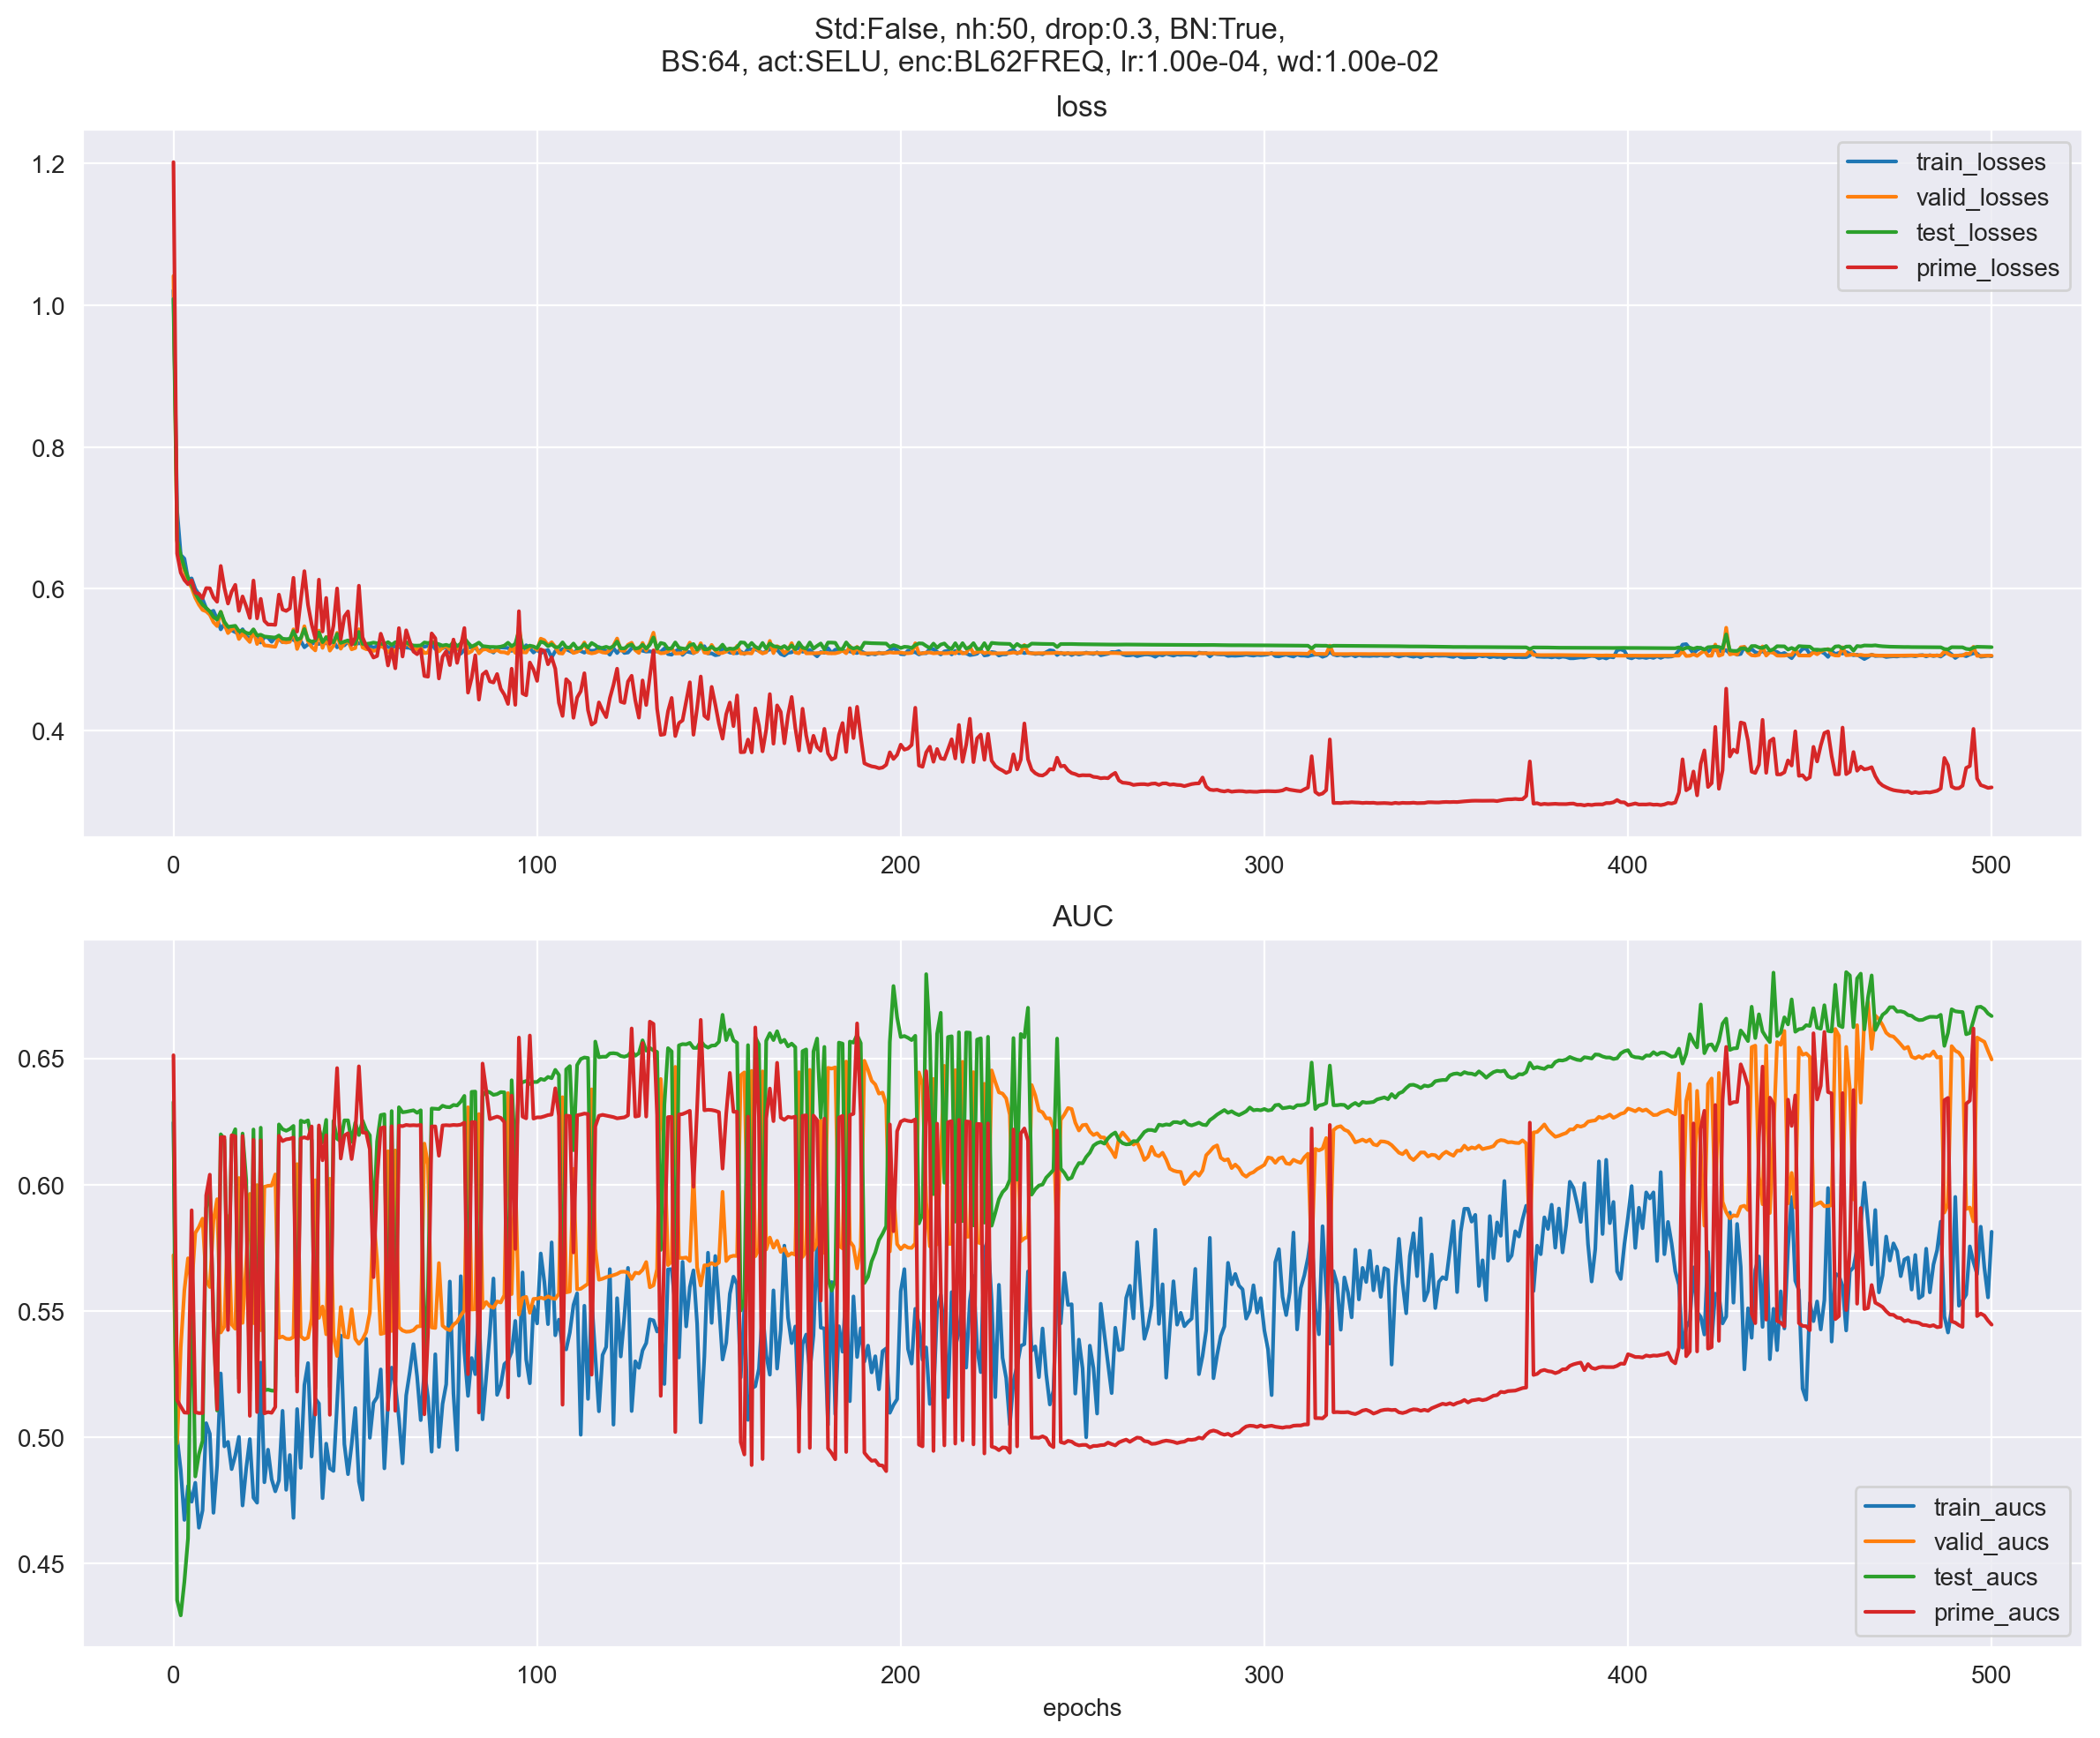 Std:False, nh:50, drop:0.3, BN:True,
BS:64, act:SELU, enc:BL62FREQ, lr:1.00e-04, wd:1.00e-02
loss
1.2
1.0
0.8
0.6
0.4
train_losses
valid_losses
test_losses
prime_losses
0 100 200 300 400 500
AUC
0.65
0.60
0.55
0.50
0.45
train_aucs
valid_aucs
test_aucs
prime_aucs
0 100 200 300 400 500
epochs